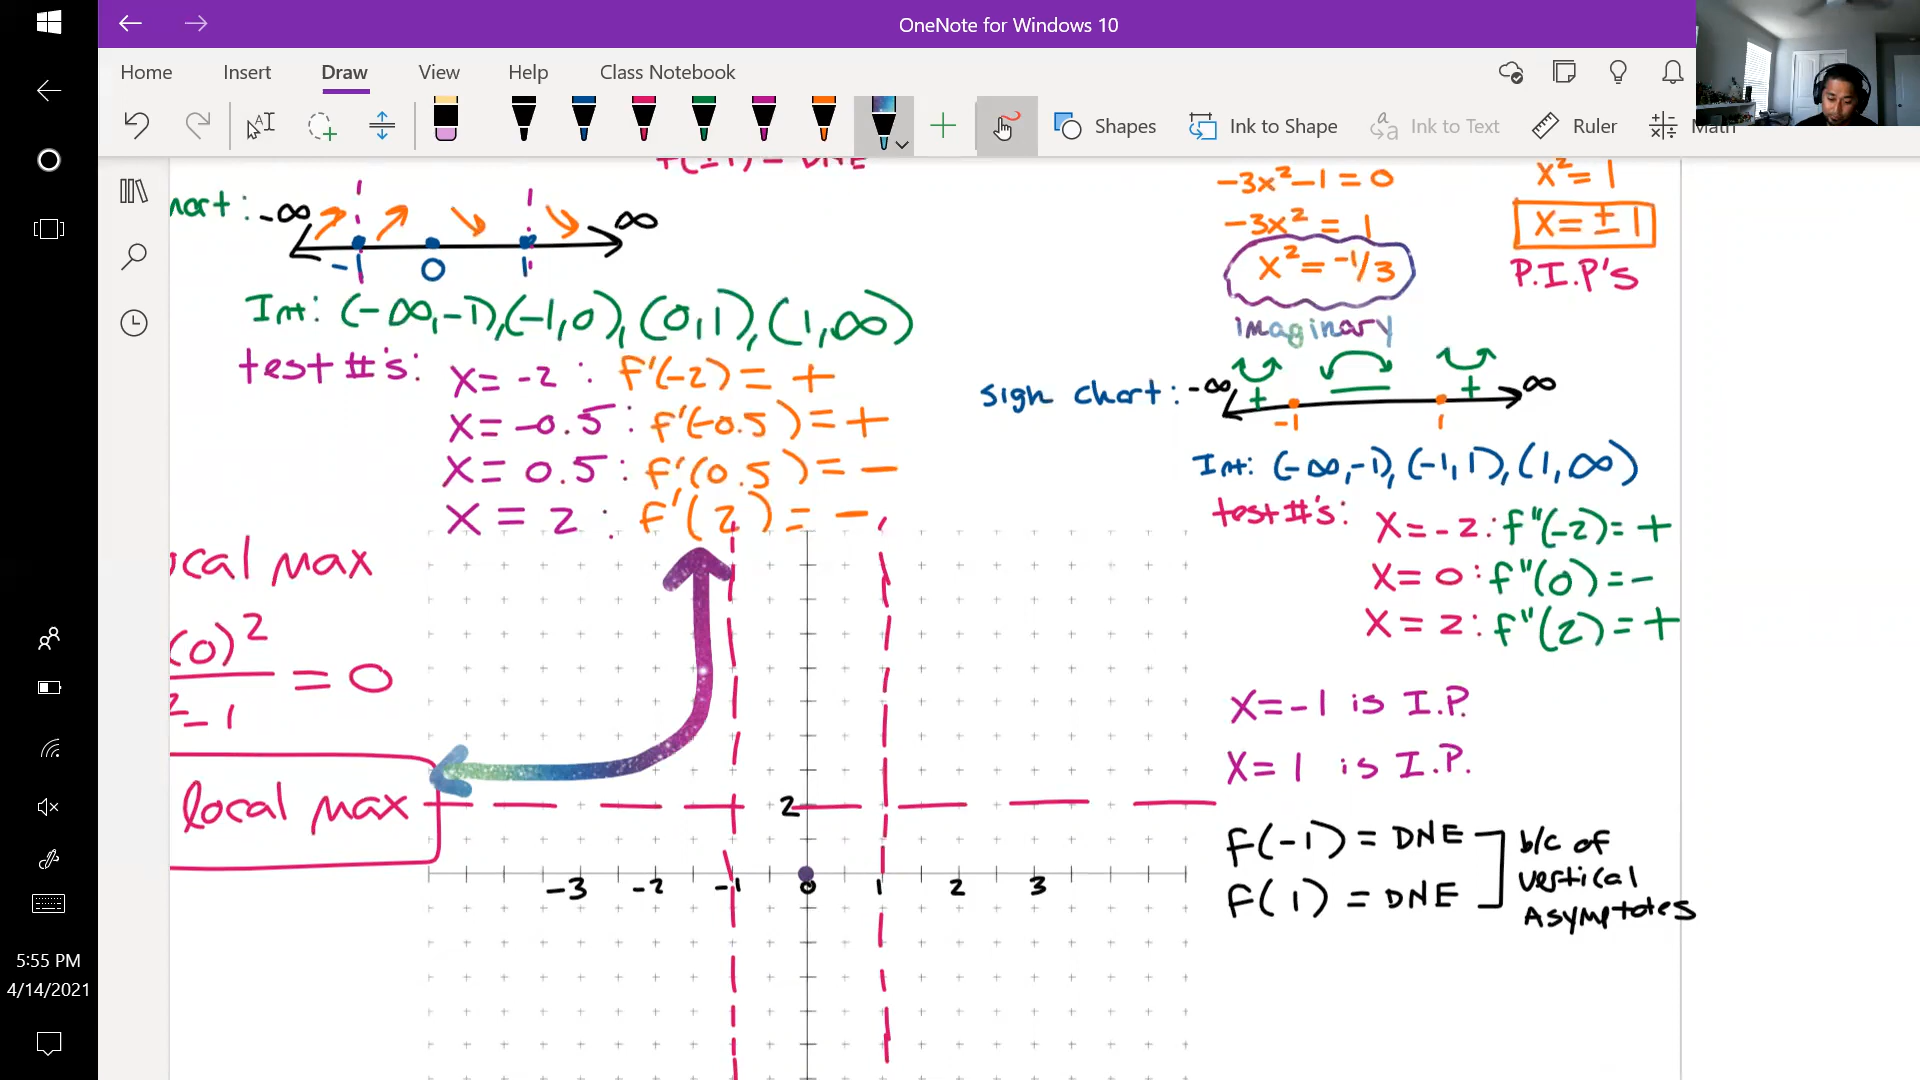 OneNote for Windows 10
Home Insert Draw View Help Class Notebook
Shapes Ink to Shape Ink to Text Ruler Math
f(±1) = DNE
hart: -∞ ∞
-1 0 1
Int: (-∞,-1),(-1,0),(0,1),(1,∞)
test #'s: x = -2 : f'(-2) = +
x = -0.5 : f'(-0.5) = +
x = 0.5 : f'(0.5) = -
x = 2 : f'(2) = -
ocal max
(0)²
= 0
²-1
local max
-3x²-1 = 0
-3x² = 1
x² = -1/3
imaginary
x² = 1
x = ± 1
P.I.P's
sign chart: -∞ + + ∞
-1 1
Int: (-∞,-1), (-1,1), (1,∞)
test #'s: x = -2: f"(-2) = +
x = 0: f"(0) = -
x = 2: f"(2) = +
x = -1 is I.P.
x = 1 is I.P.
f(-1) = DNE
f(1) = DNE
b/c of
vertical
Asymptotes
2
-3 -2 -1 0 1 2 3
5:55 PM
4/14/2021